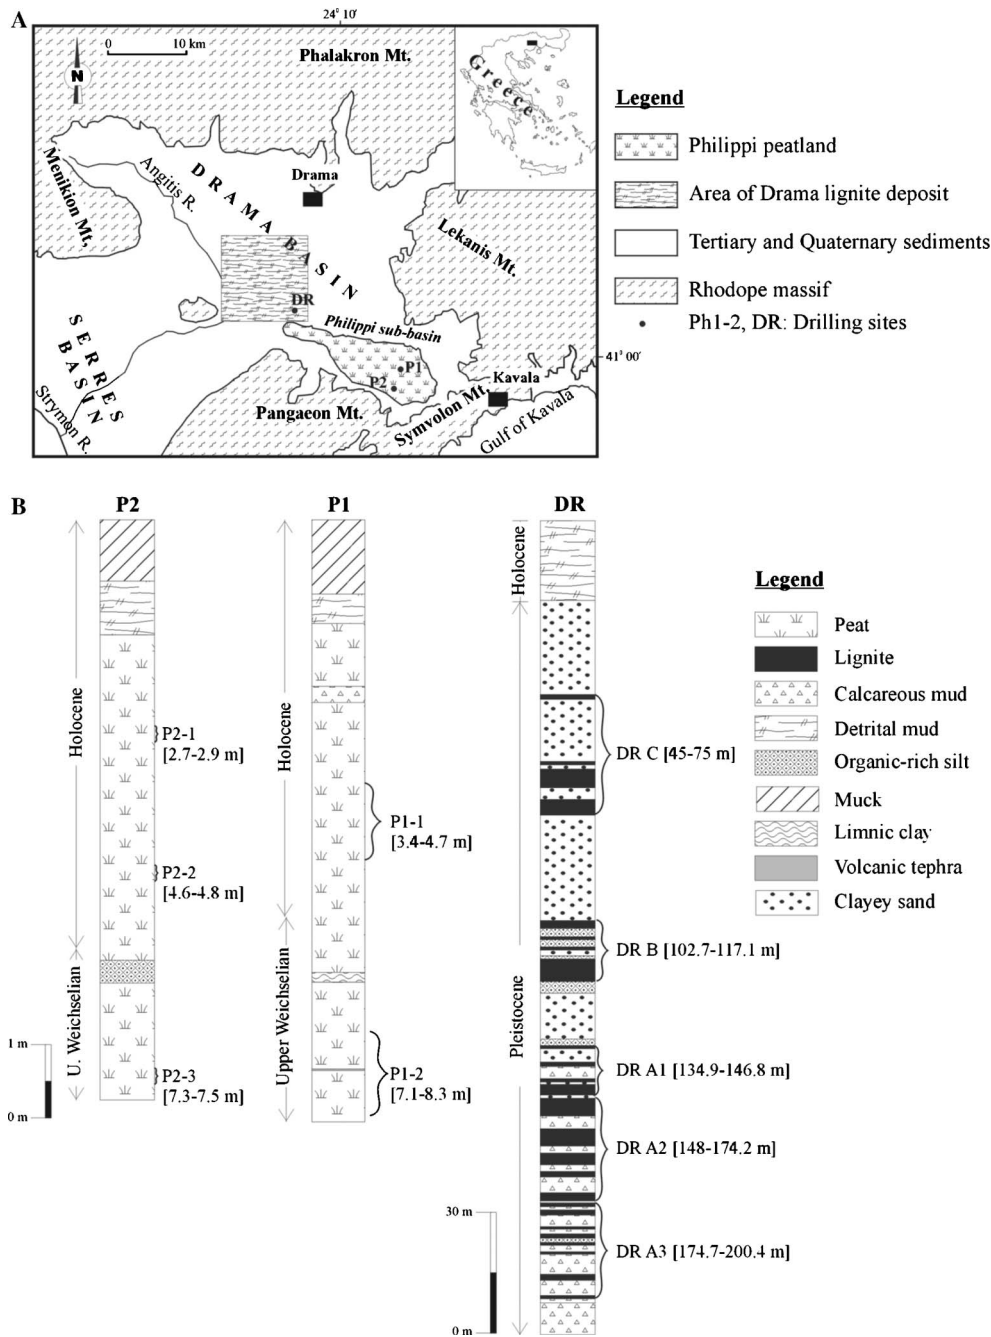 A
24° 10'
0 10 km
N
Phalakron Mt.
Greece
Menikion Mt.
Angitis R.
DRAMA BASIN
Drama
Lekanis Mt.
DR
Philippi sub-basin
P1
P2
SERRES
BASIN
Strymon R.
Pangaeon Mt.
Symvolon Mt.
Kavala
Gulf of Kavala
41° 00'
Legend
Philippi peatland
Area of Drama lignite deposit
Tertiary and Quaternary sediments
Rhodope massif
Ph1-2, DR: Drilling sites
B
P2
Holocene
U. Weichselian
P2-1
[2.7-2.9 m]
P2-2
[4.6-4.8 m]
P2-3
[7.3-7.5 m]
1 m
0 m
P1
Holocene
Upper Weichselian
P1-1
[3.4-4.7 m]
P1-2
[7.1-8.3 m]
DR
Holocene
Pleistocene
DR C [45-75 m]
DR B [102.7-117.1 m]
DR A1 [134.9-146.8 m]
DR A2 [148-174.2 m]
DR A3 [174.7-200.4 m]
30 m
0 m
Legend
Peat
Lignite
Calcareous mud
Detrital mud
Organic-rich silt
Muck
Limnic clay
Volcanic tephra
Clayey sand